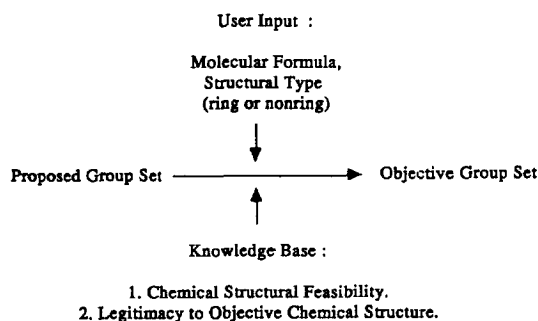 User Input :
Molecular Formula,
Structural Type
(ring or nonring)
Proposed Group Set
Objective Group Set
Knowledge Base :
1. Chemical Structural Feasibility.
2. Legitimacy to Objective Chemical Structure.